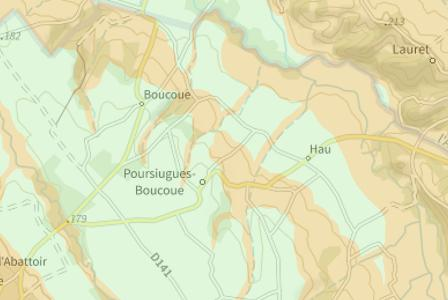 .182
.213
Lauret
Boucoue
Hau
Poursiugues-
Boucoue
.179
l'Abattoir
D141